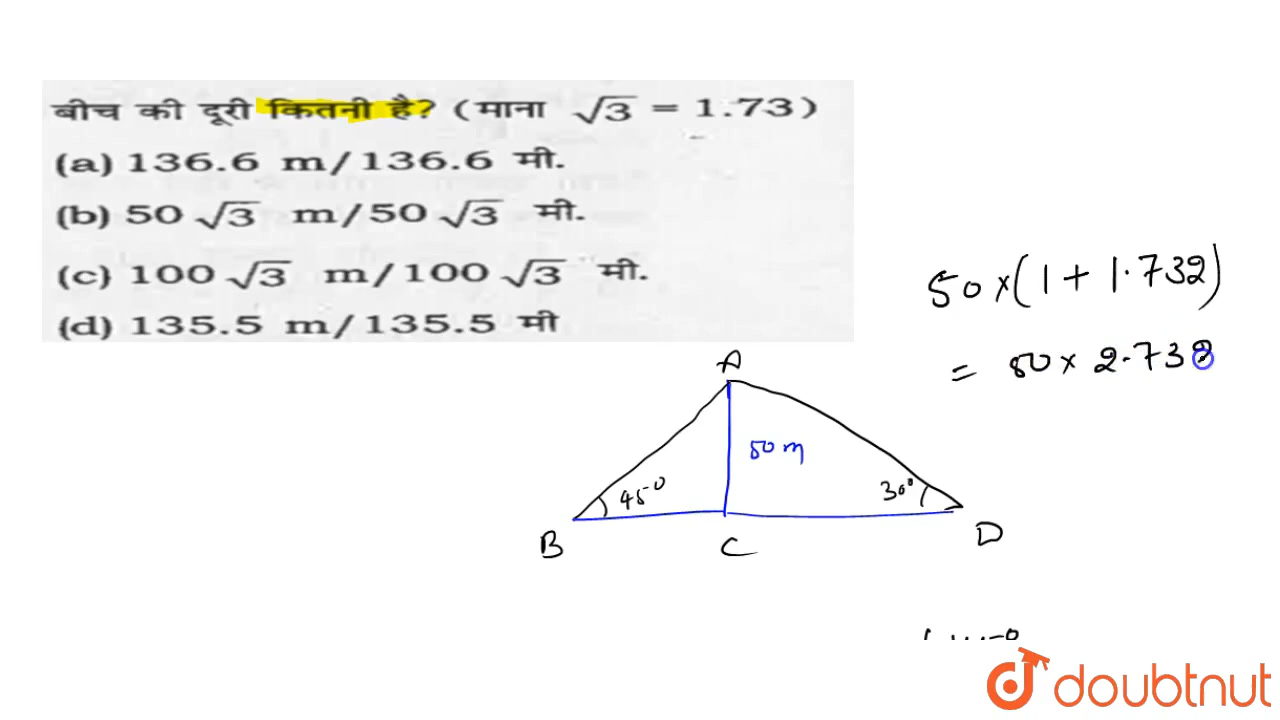 बीच की दूरी कितनी है? (माना √3 = 1.73)
(a) 136.6 m/136.6 मी.
(b) 50 √3 m/50 √3 मी.
(c) 100 √3 m/100 √3 मी.
(d) 135.5 m/135.5 मी
50 × (1 + 1.732)
= 50 × 2.732
A
50 m
45°
30°
B
C
D
doubtnut